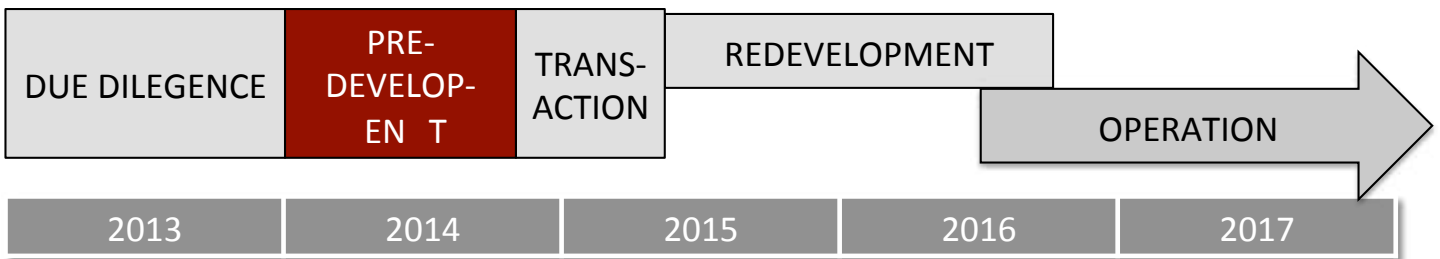 DUE DILEGENCE
PRE-
DEVELOP-
EN T
TRANS-
ACTION
REDEVELOPMENT
OPERATION
2013 2014 2015 2016 2017